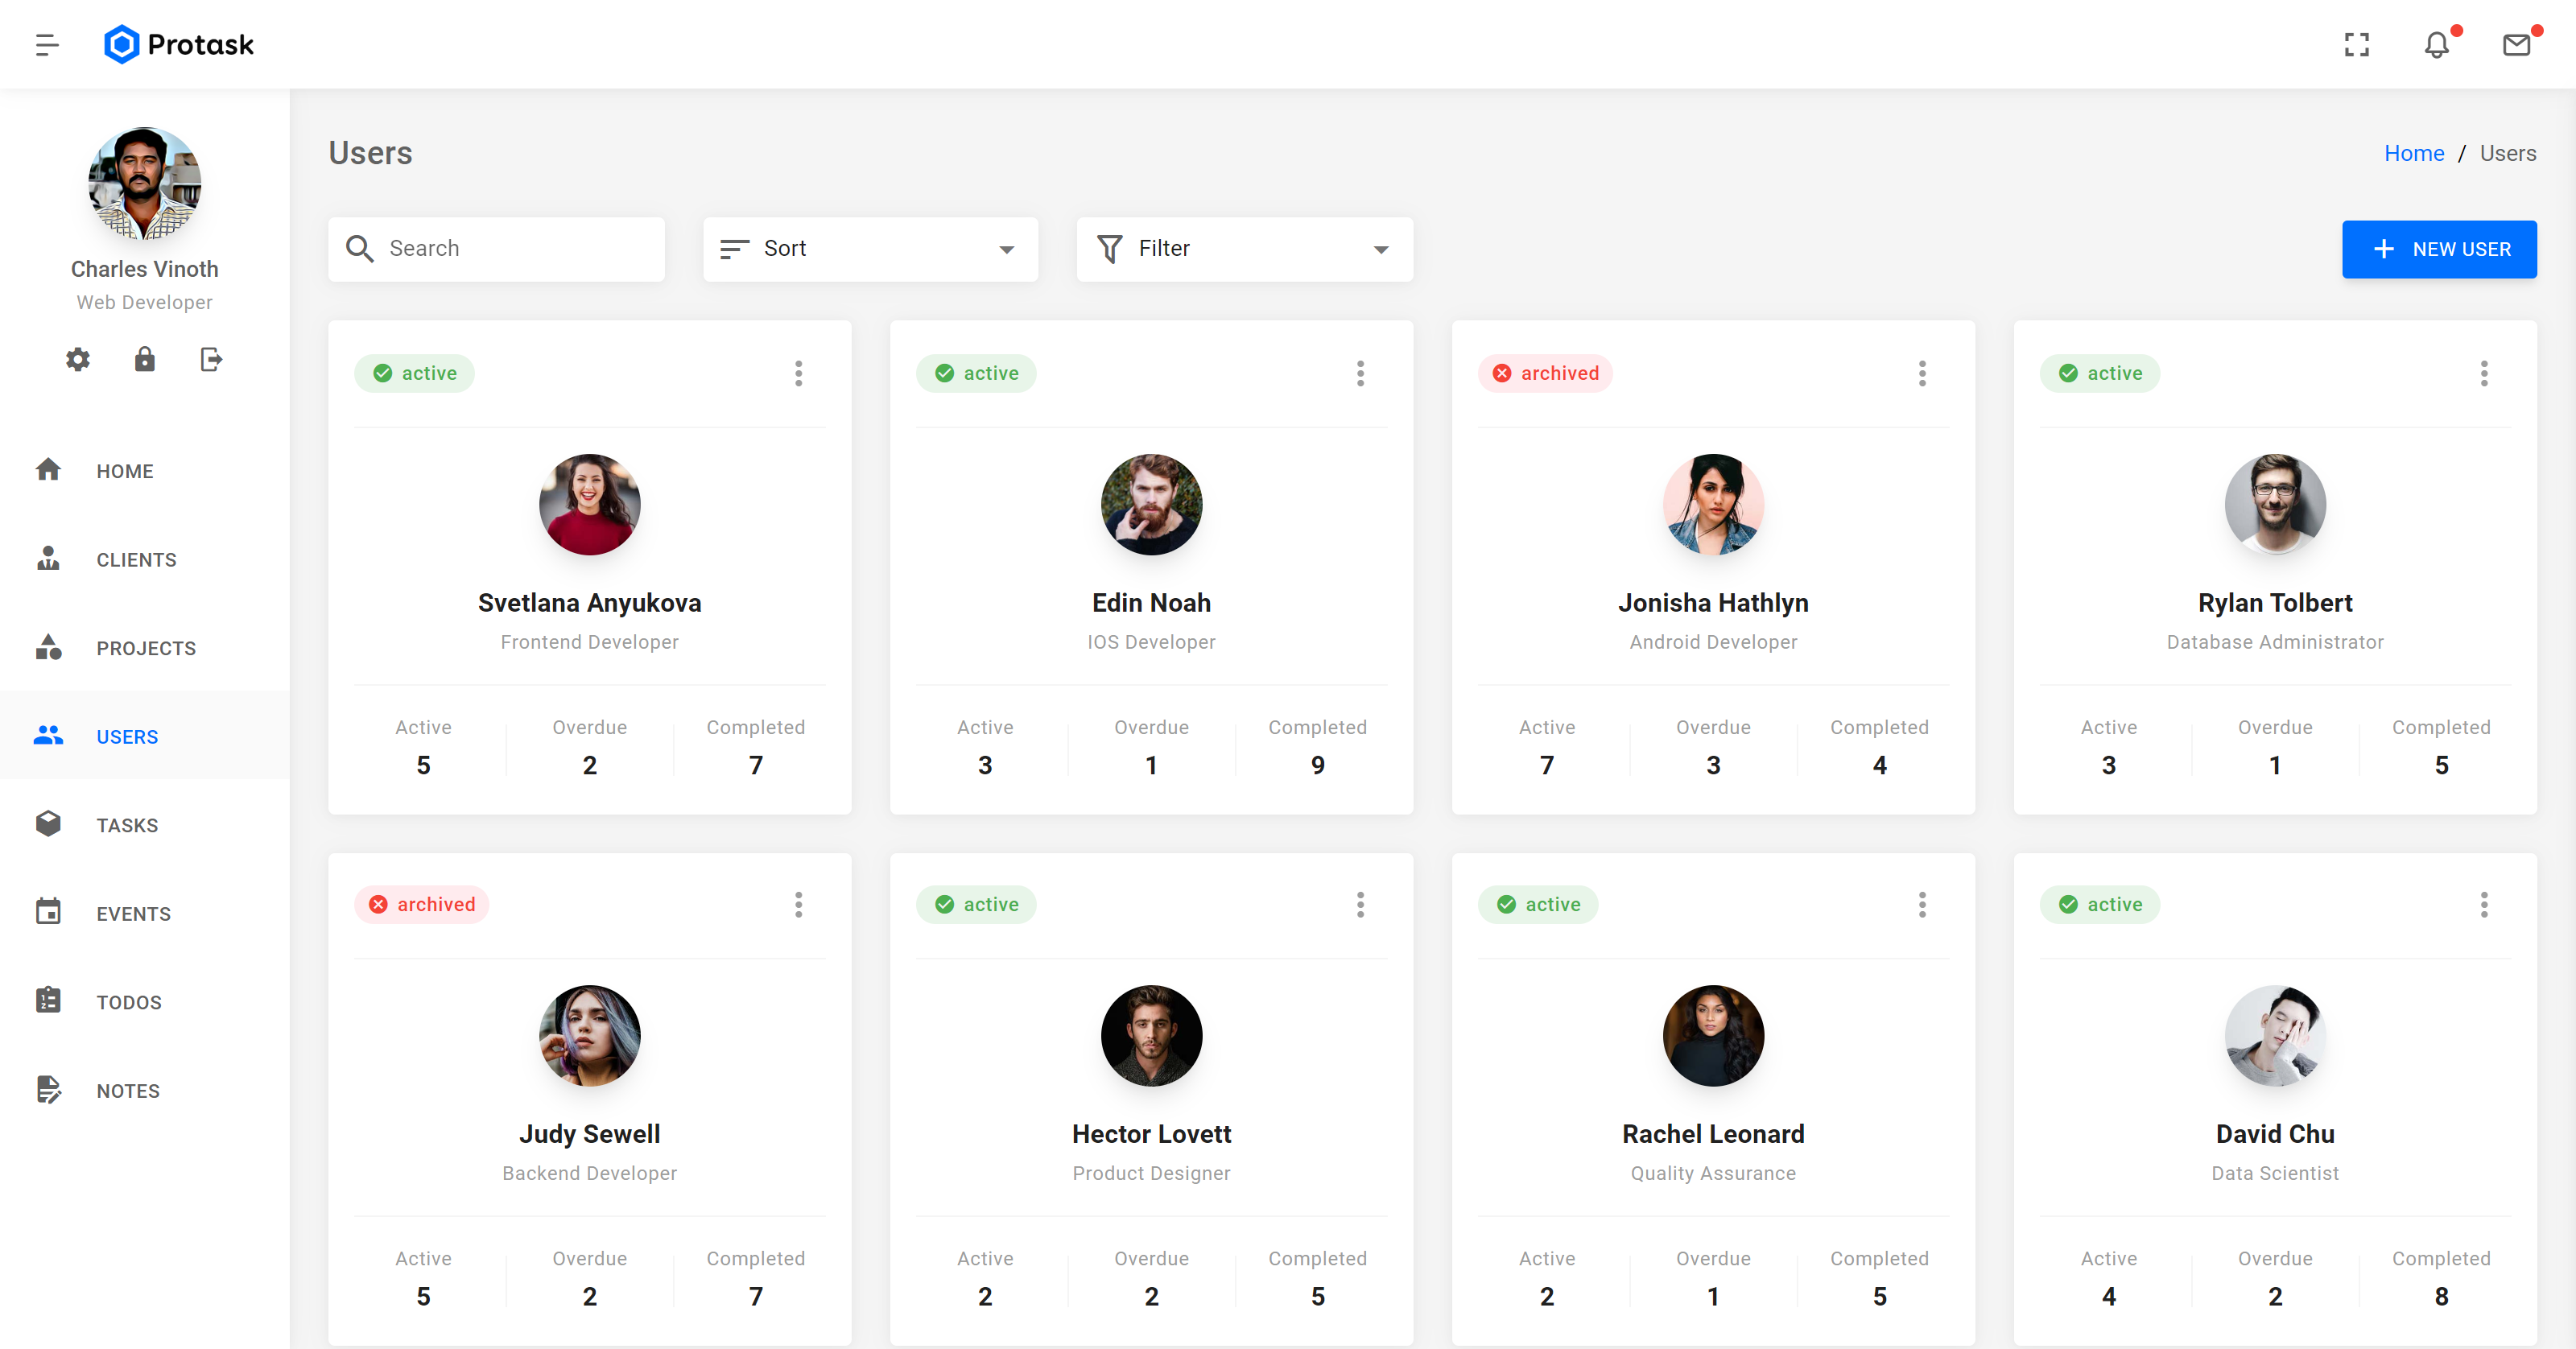 Protask
Charles Vinoth
Web Developer
HOME
CLIENTS
PROJECTS
USERS
TASKS
EVENTS
TODOS
NOTES
Users
Home / Users
Search
Sort
Filter
NEW USER
active
Svetlana Anyukova
Frontend Developer
Active Overdue Completed
5 2 7
active
Edin Noah
IOS Developer
Active Overdue Completed
3 1 9
archived
Jonisha Hathlyn
Android Developer
Active Overdue Completed
7 3 4
active
Rylan Tolbert
Database Administrator
Active Overdue Completed
3 1 5
archived
Judy Sewell
Backend Developer
Active Overdue Completed
5 2 7
active
Hector Lovett
Product Designer
Active Overdue Completed
2 2 5
active
Rachel Leonard
Quality Assurance
Active Overdue Completed
2 1 5
active
David Chu
Data Scientist
Active Overdue Completed
4 2 8